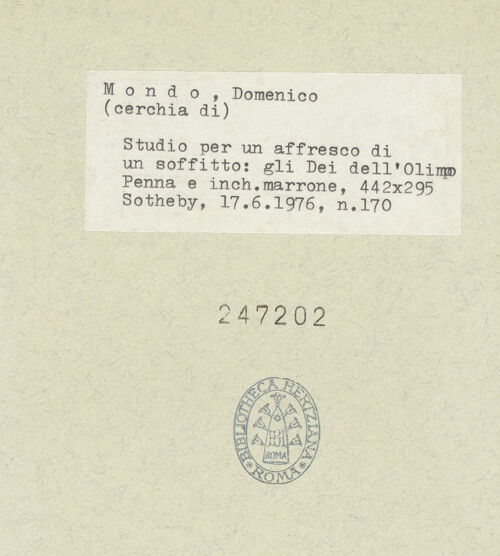 M o n d o , Domenico
(cerchia di)
Studio per un affresco di
un soffitto: gli Dei dell'Olimpo
Penna e inch.marrone, 442x295
Sotheby, 17.6.1976, n.170
247202
BIBLIOTHECA HERTZIANA
ROMA
* ROMA *